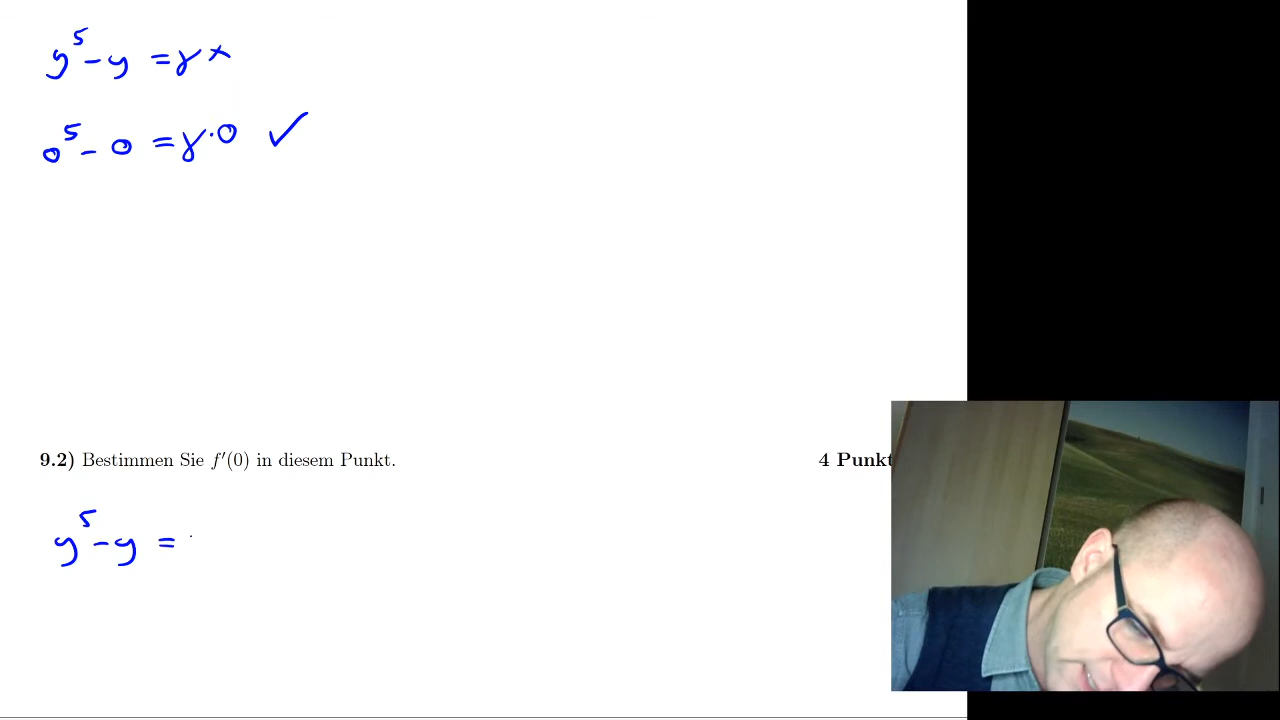 y⁵ - y = γx
0⁵ - 0 = γ·0 ✓
9.2) Bestimmen Sie f′(0) in diesem Punkt. 4 Punkt
y⁵ - y =